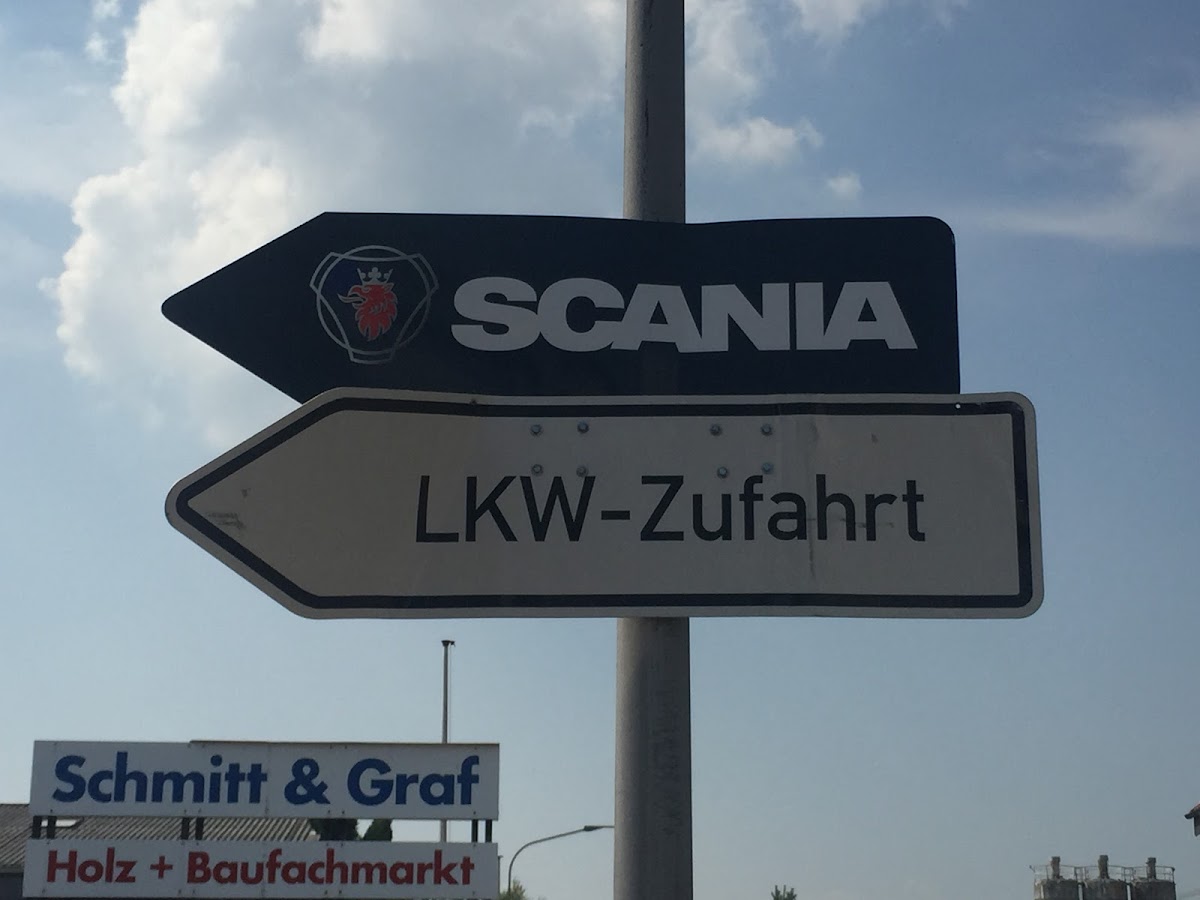 SCANIA
LKW-Zufahrt
Schmitt & Graf
Holz + Baufachmarkt